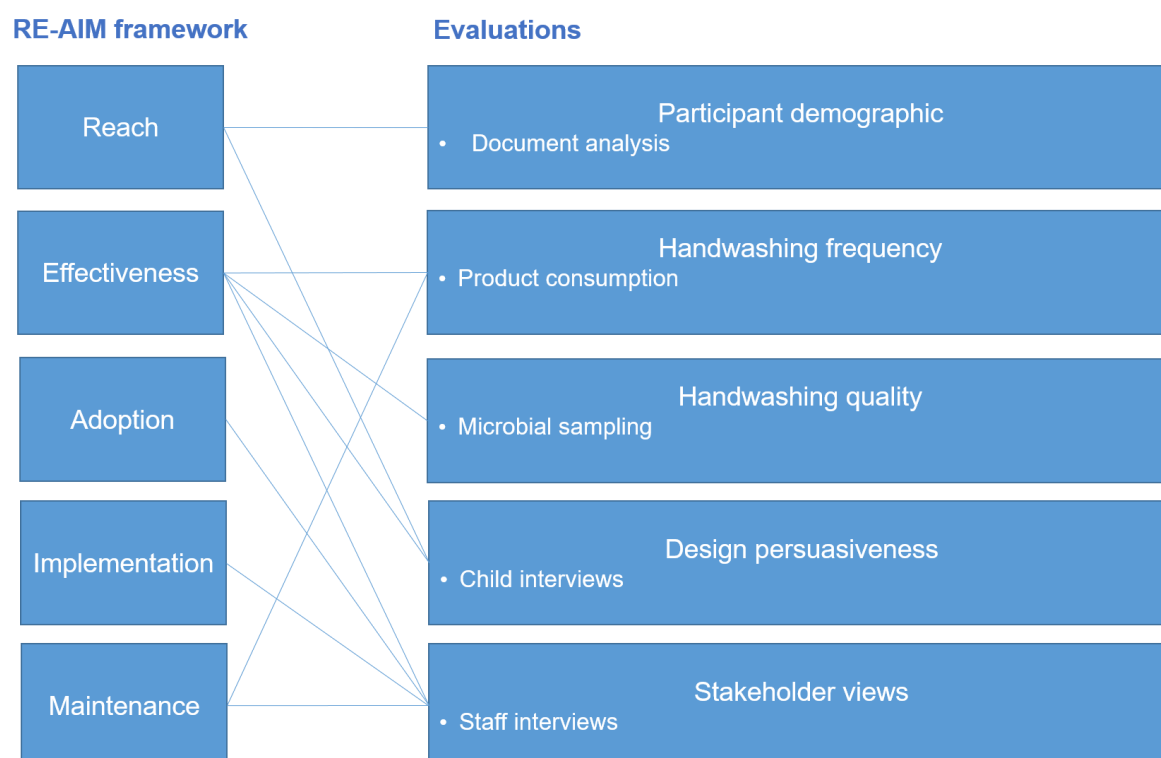 RE-AIM framework
Evaluations
Reach
Participant demographic
• Document analysis
Effectiveness
Handwashing frequency
• Product consumption
Adoption
Handwashing quality
• Microbial sampling
Implementation
Design persuasiveness
• Child interviews
Maintenance
Stakeholder views
• Staff interviews